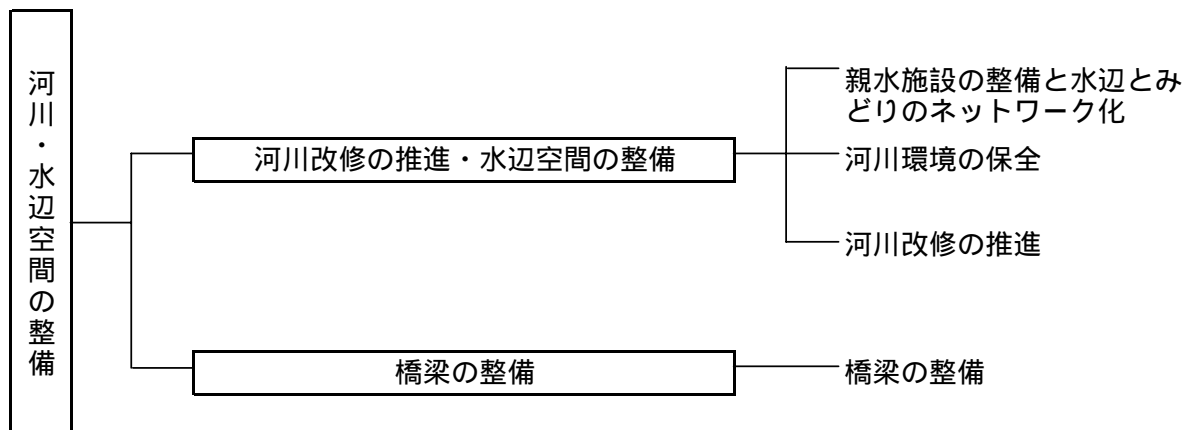 河川・水辺空間の整備
河川改修の推進・水辺空間の整備
親水施設の整備と水辺とみ
どりのネットワーク化
河川環境の保全
河川改修の推進
橋梁の整備
橋梁の整備